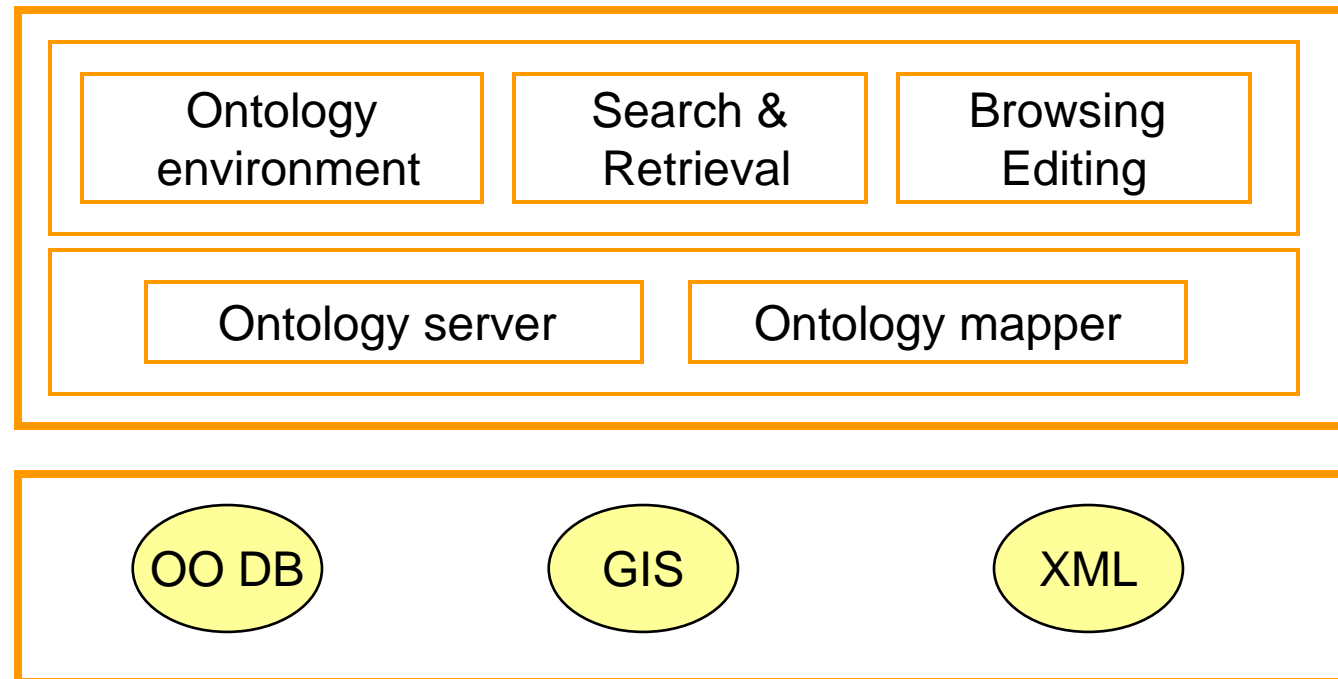 Ontology
environment
Search &
Retrieval
Browsing
Editing
Ontology server
Ontology mapper
OO DB
GIS
XML